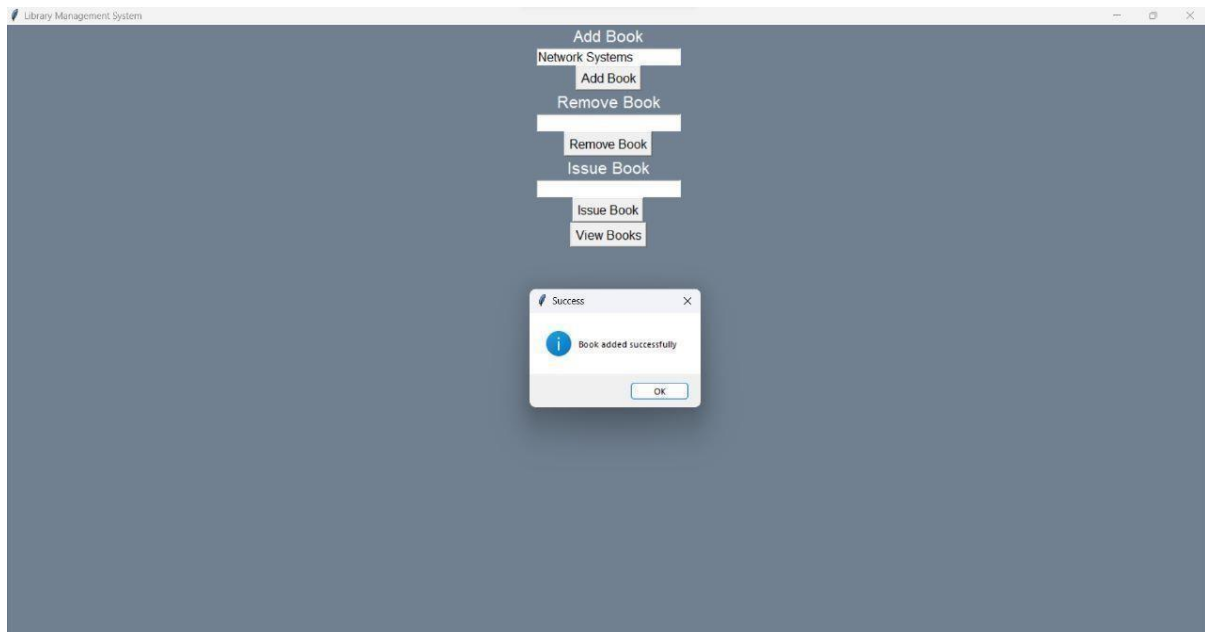 Library Management System
Add Book
Network Systems
Add Book
Remove Book
Remove Book
Issue Book
Issue Book
View Books
Success
Book added successfully
OK